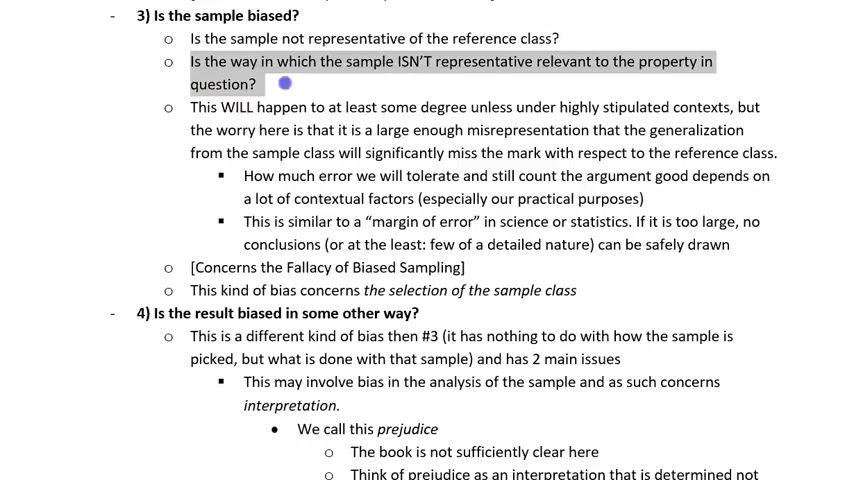 - 3) Is the sample biased?
o Is the sample not representative of the reference class?
o Is the way in which the sample ISN'T representative relevant to the property in
question?
o This WILL happen to at least some degree unless under highly stipulated contexts, but
the worry here is that it is a large enough misrepresentation that the generalization
from the sample class will significantly miss the mark with respect to the reference class.
▪ How much error we will tolerate and still count the argument good depends on
a lot of contextual factors (especially our practical purposes)
▪ This is similar to a “margin of error” in science or statistics. If it is too large, no
conclusions (or at the least: few of a detailed nature) can be safely drawn
o [Concerns the Fallacy of Biased Sampling]
o This kind of bias concerns the selection of the sample class
- 4) Is the result biased in some other way?
o This is a different kind of bias then #3 (it has nothing to do with how the sample is
picked, but what is done with that sample) and has 2 main issues
▪ This may involve bias in the analysis of the sample and as such concerns
interpretation.
• We call this prejudice
o The book is not sufficiently clear here
o Think of prejudice as an interpretation that is determined not